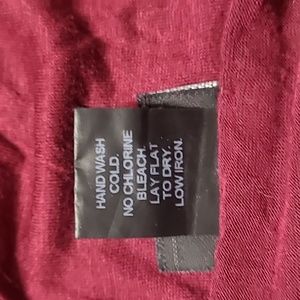 HAND WASH
COLD.
NO CHLORINE
BLEACH.
LAY FLAT
TO DRY.
LOW IRON.